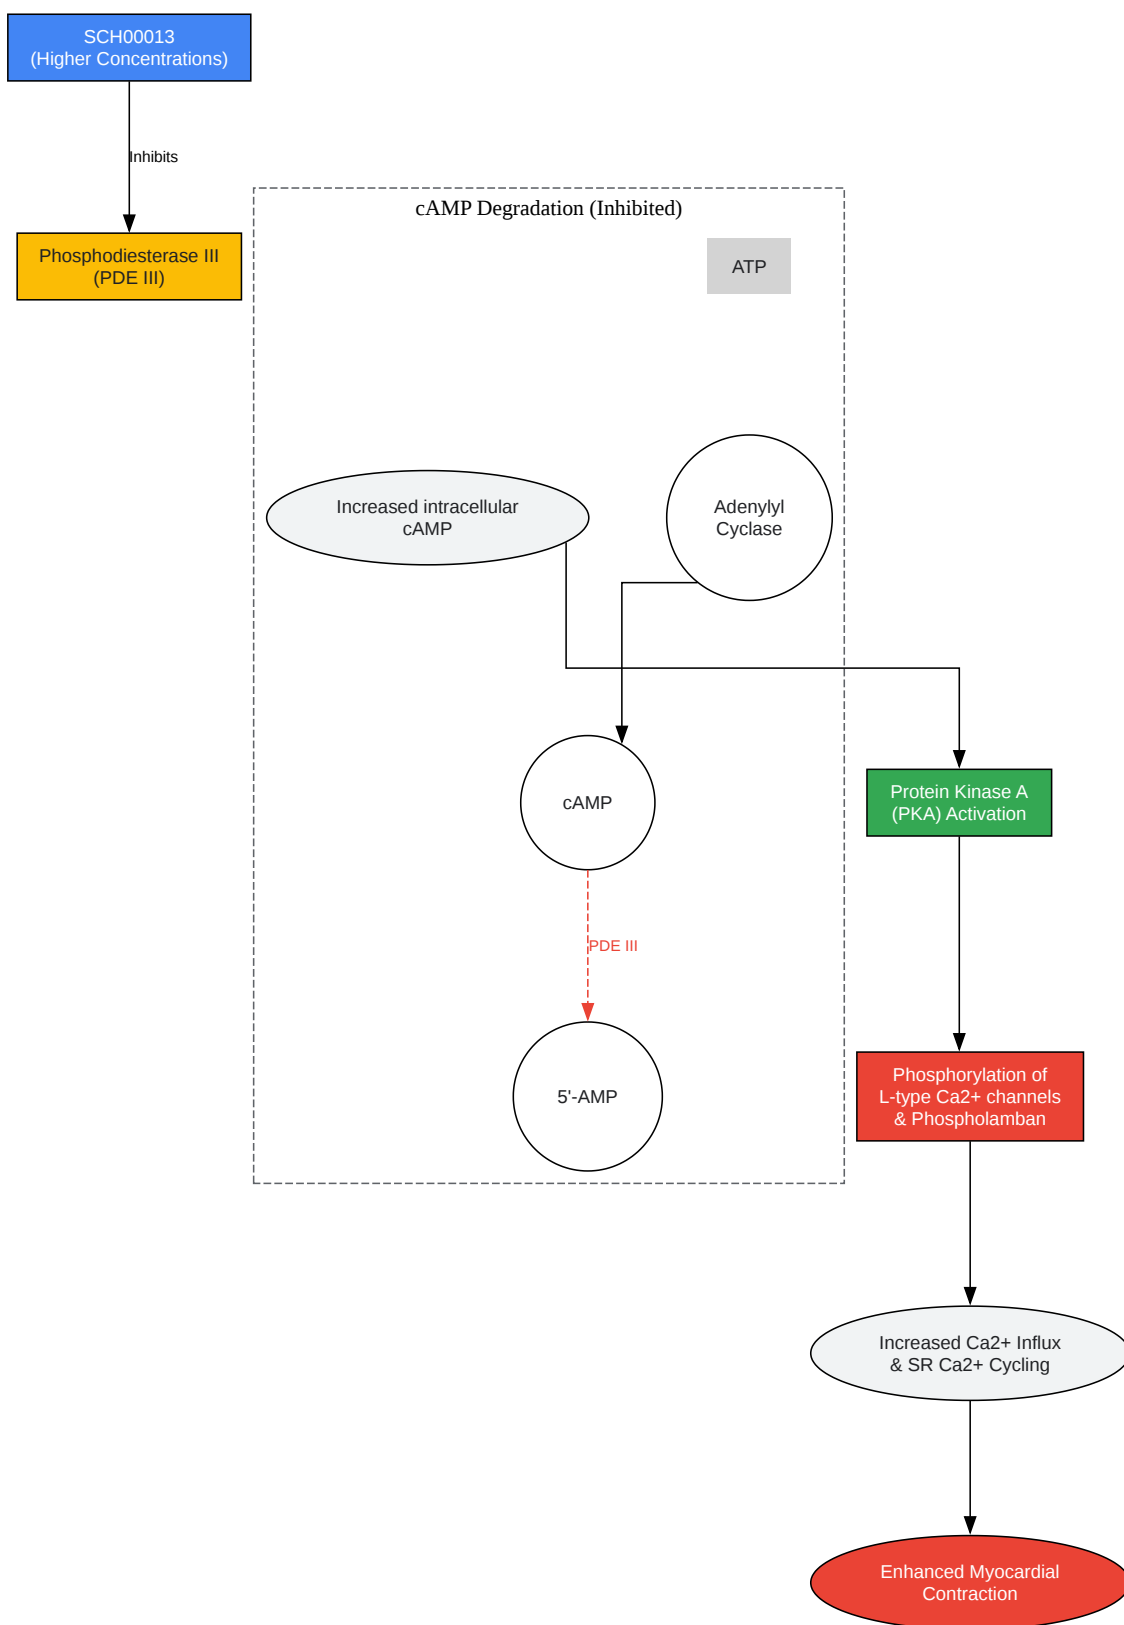 SCH00013
(Higher Concentrations)
Inhibits
Phosphodiesterase III
(PDE III)
cAMP Degradation (Inhibited)
ATP
Increased intracellular
cAMP
Adenylyl
Cyclase
cAMP
Protein Kinase A
(PKA) Activation
PDE III
5'-AMP
Phosphorylation of
L-type Ca2+ channels
& Phospholamban
Increased Ca2+ Influx
& SR Ca2+ Cycling
Enhanced Myocardial
Contraction